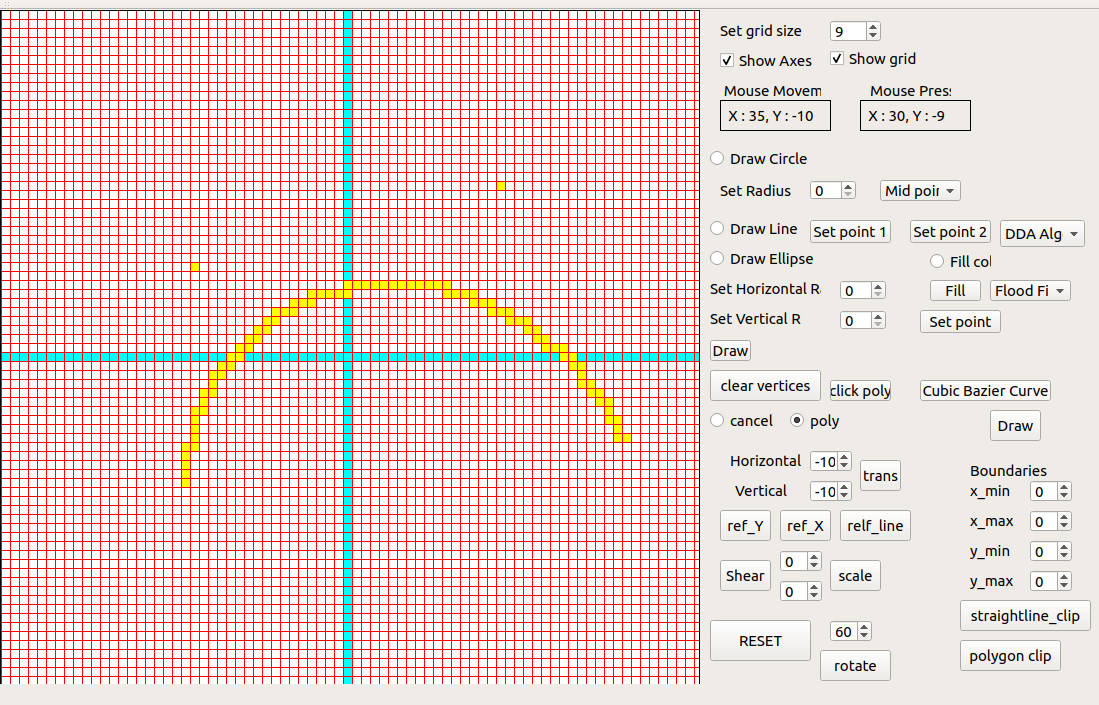 Set grid size 9
Show Axes Show grid
Mouse Movem Mouse Pres
X : 35, Y : -10 X : 30, Y : -9
Draw Circle
Set Radius 0 Mid poir
Draw Line Set point 1 Set point 2 DDA Alg
Draw Ellipse Fill col
Set Horizontal R 0 Fill Flood Fi
Set Vertical R 0 Set point
Draw
clear vertices click poly Cubic Bazier Curve
cancel poly Draw
Horizontal -10 trans Boundaries
Vertical -10 x_min 0
ref_Y ref_X relf_line x_max 0
Shear 0 scale y_min 0
0 y_max 0
straightline_clip
RESET 60 polygon clip
rotate